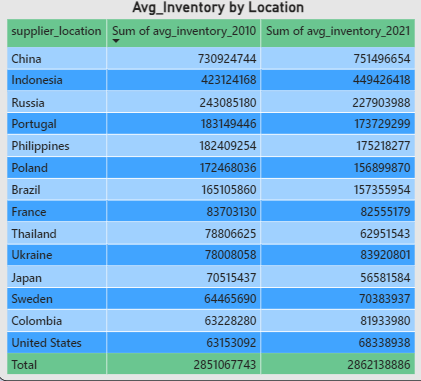 Avg_Inventory by Location
supplier_location Sum of avg_inventory_2010 Sum of avg_inventory_2021
China 730924744 751496654
Indonesia 423124168 449426418
Russia 243085180 227903988
Portugal 183149446 173729299
Philippines 182409254 175218277
Poland 172468036 156899870
Brazil 165105860 157355954
France 83703130 82555179
Thailand 78806625 62951543
Ukraine 78008058 83920801
Japan 70515437 56581584
Sweden 64465690 70383937
Colombia 63228280 81933980
United States 63153092 68338938
Total 2851067743 2862138886